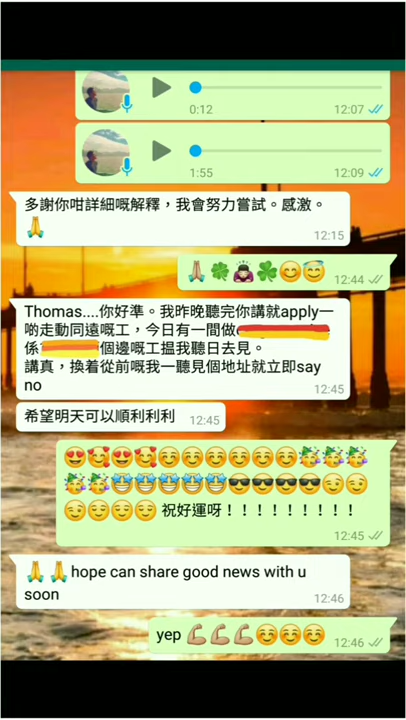 0:12 12:07
1:55 12:09
多謝你咁詳細嘅解釋，我會努力嘗試。感激。
🙏
12:15
🙏🏼🍀🙇🏻‍♀️🍀😊😇 12:44
Thomas....你好準。我昨晚聽完你講就apply一
啲走動同遠嘅工，今日有一間做
係 個邊嘅工搵我聽日去見。
講真，換着從前嘅我一聽見個地址就立即say
no 12:45
希望明天可以順利利利 12:45
😍🥰😍🥰☺️☺️☺️☺️☺️☺️🥳🥳🥳
🥳🥳🤩🤩🤩🤩🤩😎😎😎😎😏😏
😏😌😌😌 祝好運呀！！！！！！！！！
12:45
🙏🙏hope can share good news with u
soon 12:46
yep 💪🏼💪🏼💪🏼☺️☺️☺️ 12:46